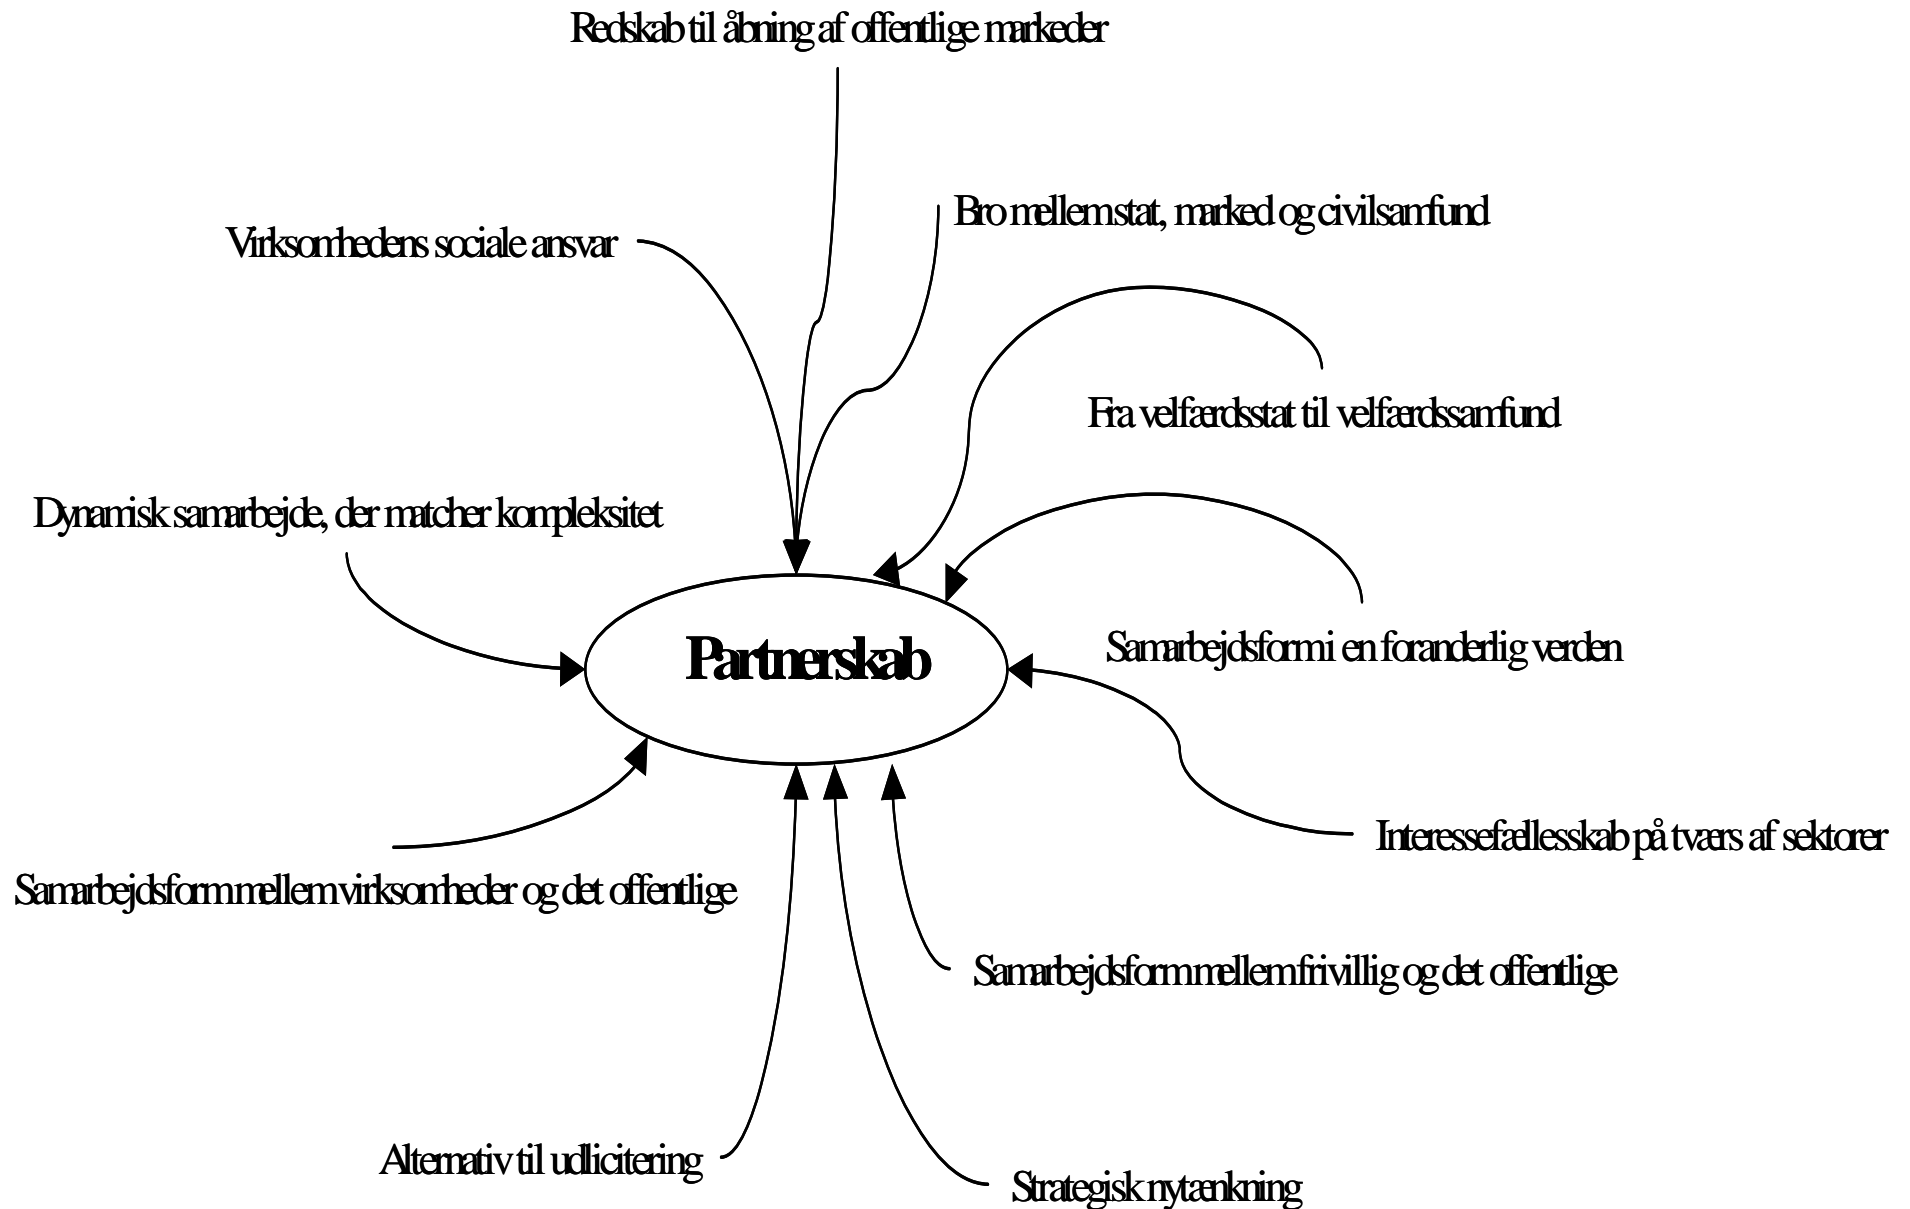 Redskab til åbning af offentlige markeder
Bro mellem stat, marked og civilsamfund
Virksomhedens sociale ansvar
Fra velfærdsstat til velfærdssamfund
Dynamisk samarbejde, der matcher kompleksitet
Partnerskab
Samarbejdsform i en foranderlig verden
Interessefællesskab på tværs af sektorer
Samarbejdsform mellem virksomheder og det offentlige
Samarbejdsform mellem frivillig og det offentlige
Alternativ til udlicitering
Strategisk nytænkning